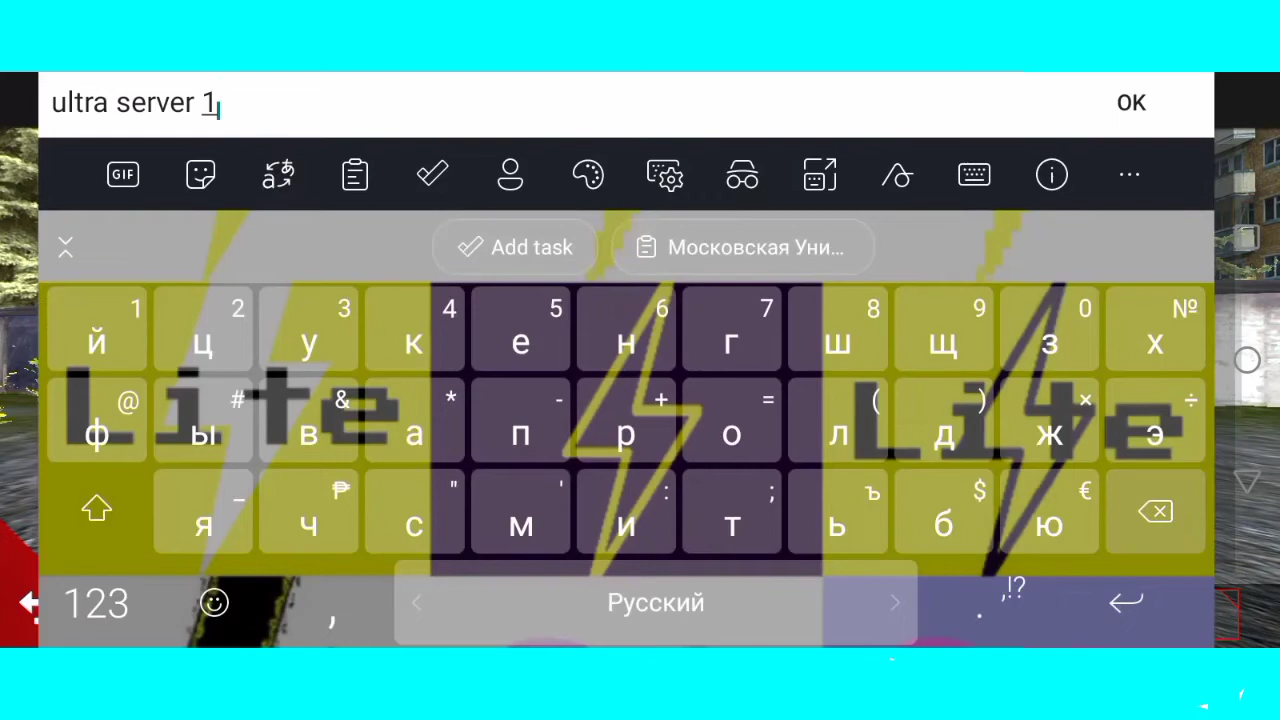 ultra server 1
OK
GIF
Add task
Московская Уни...
1 2 3 4 5 6 7 8 9 0 №
й ц у к е н г ш щ з х
Lite Lite
@ # & * - + = ( ) × ÷
ф ы в а п р о л д ж э
_ ₱ " ' : ; ъ $ €
я ч с м и т ь б ю
123 , Русский . ,!?